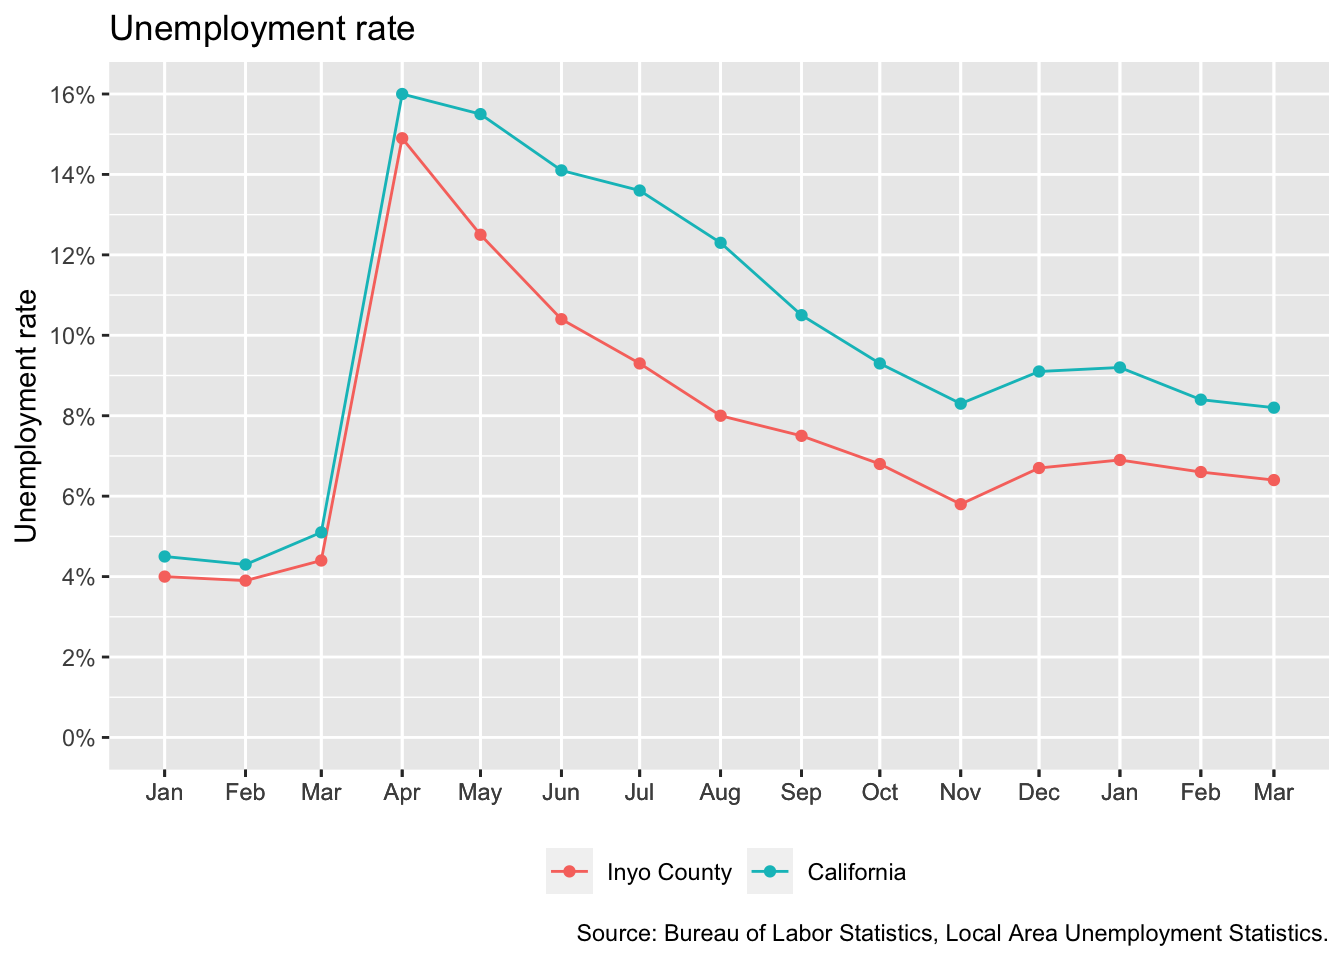 Unemployment rate
Unemployment rate
16%
14%
12%
10%
8%
6%
4%
2%
0%
Jan Feb Mar Apr May Jun Jul Aug Sep Oct Nov Dec Jan Feb Mar
Inyo County California
Source: Bureau of Labor Statistics, Local Area Unemployment Statistics.